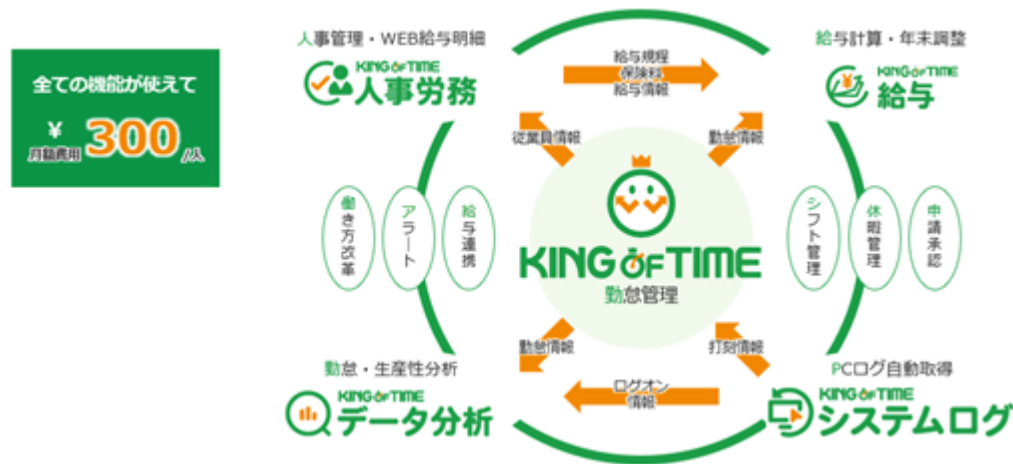 全ての機能が使えて
¥
月額費用
300
/人
人事管理・WEB給与明細
KING OF TIME
人事労務
給与規程
保険料
給与情報
給与計算・年末調整
KING OF TIME
給与
従業員情報
勤怠情報
働き方改革
アラート
給与連携
KING OF TIME
勤怠管理
シフト管理
休暇管理
申請承認
勤怠情報
打刻情報
勤怠・生産性分析
KING OF TIME
データ分析
ログオン
情報
PCログ自動取得
KING OF TIME
システムログ